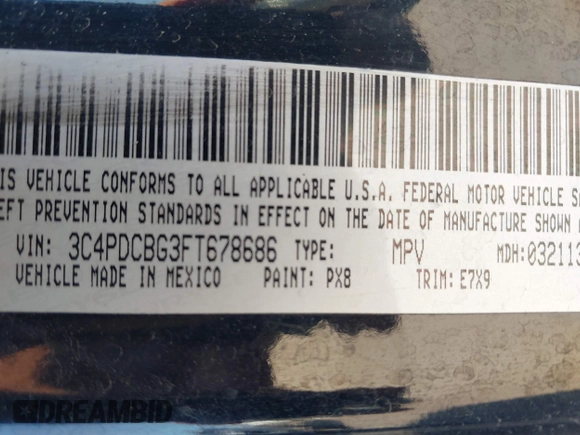 IS VEHICLE CONFORMS TO ALL APPLICABLE U.S.A. FEDERAL MOTOR VEHICLE S
EFT PREVENTION STANDARDS IN EFFECT ON THE DATE OF MANUFACTURE SHOWN
VIN: 3C4PDCBG3FT678686 TYPE: MPV MDH:032113
VEHICLE MADE IN MEXICO PAINT: PX8 TRIM: E7X9
DREAMBID